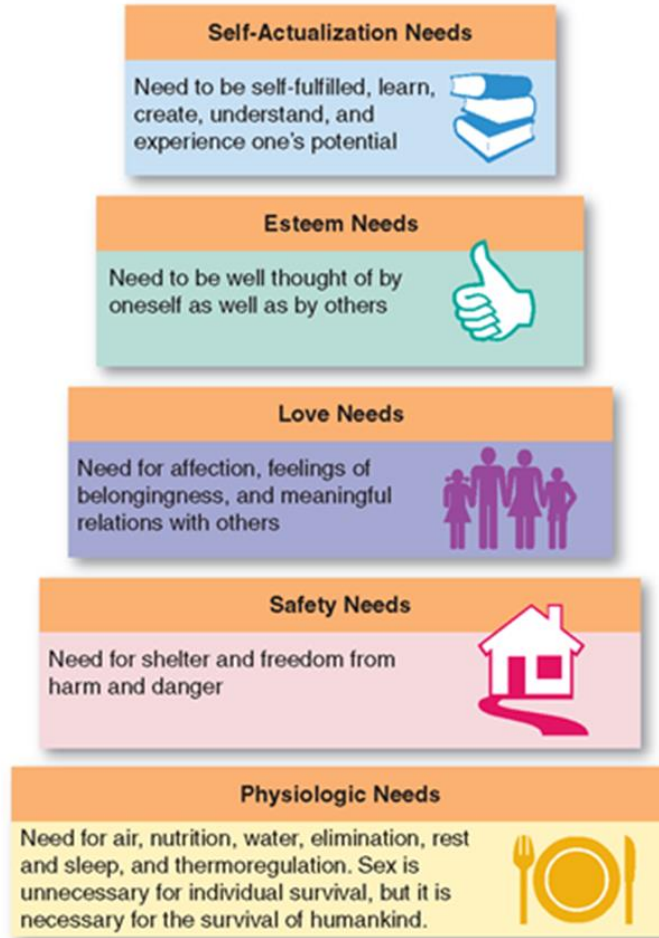 Self-Actualization Needs
Need to be self-fulfilled, learn,
create, understand, and
experience one's potential
Esteem Needs
Need to be well thought of by
oneself as well as by others
Love Needs
Need for affection, feelings of
belongingness, and meaningful
relations with others
Safety Needs
Need for shelter and freedom from
harm and danger
Physiologic Needs
Need for air, nutrition, water, elimination, rest
and sleep, and thermoregulation. Sex is
unnecessary for individual survival, but it is
necessary for the survival of humankind.